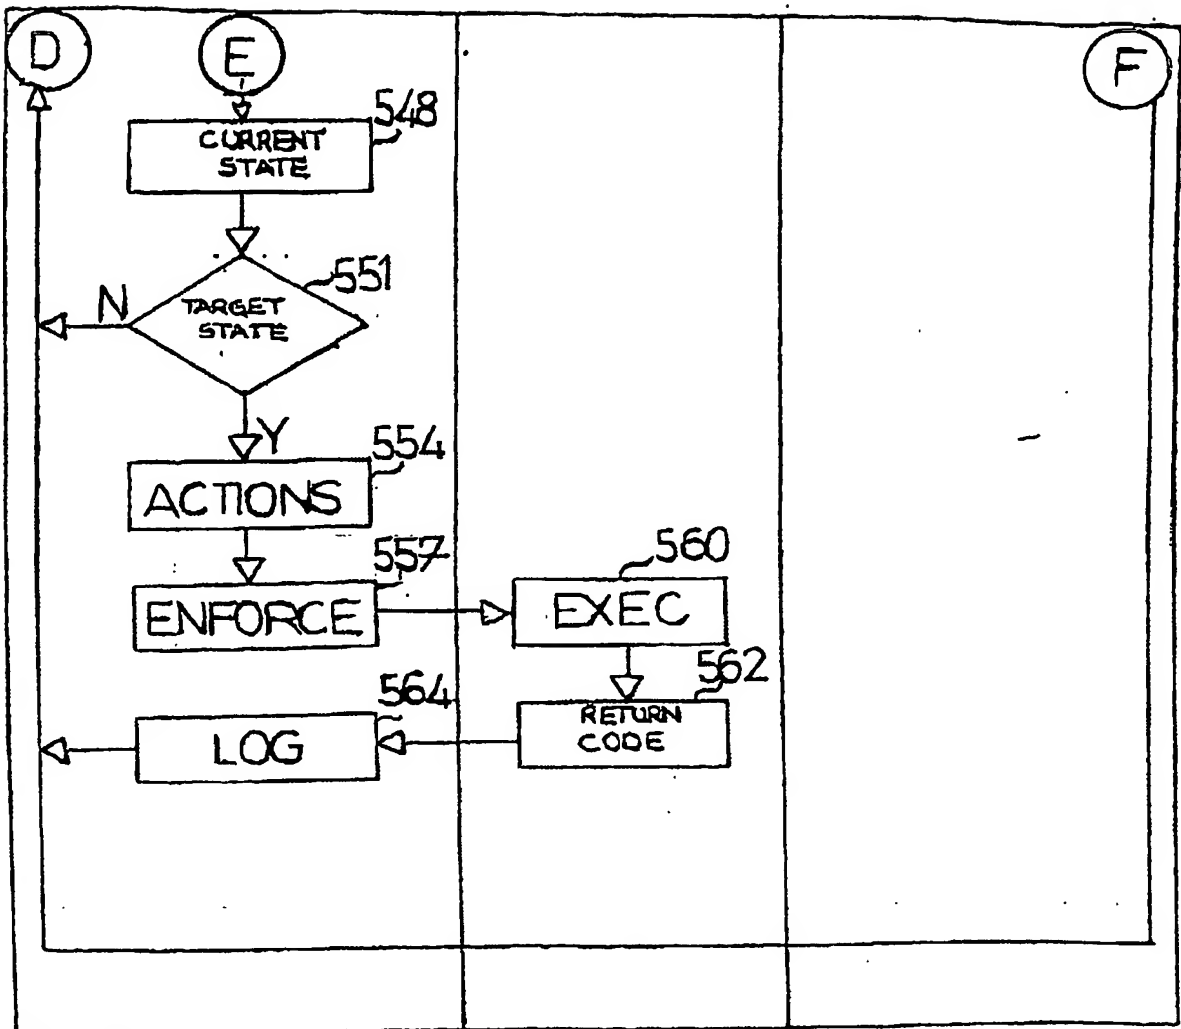 D
E
F
548
CURRENT
STATE
551
N
TARGET
STATE
Y
554
ACTIONS
557
ENFORCE
560
EXEC
562
RETURN
CODE
564
LOG